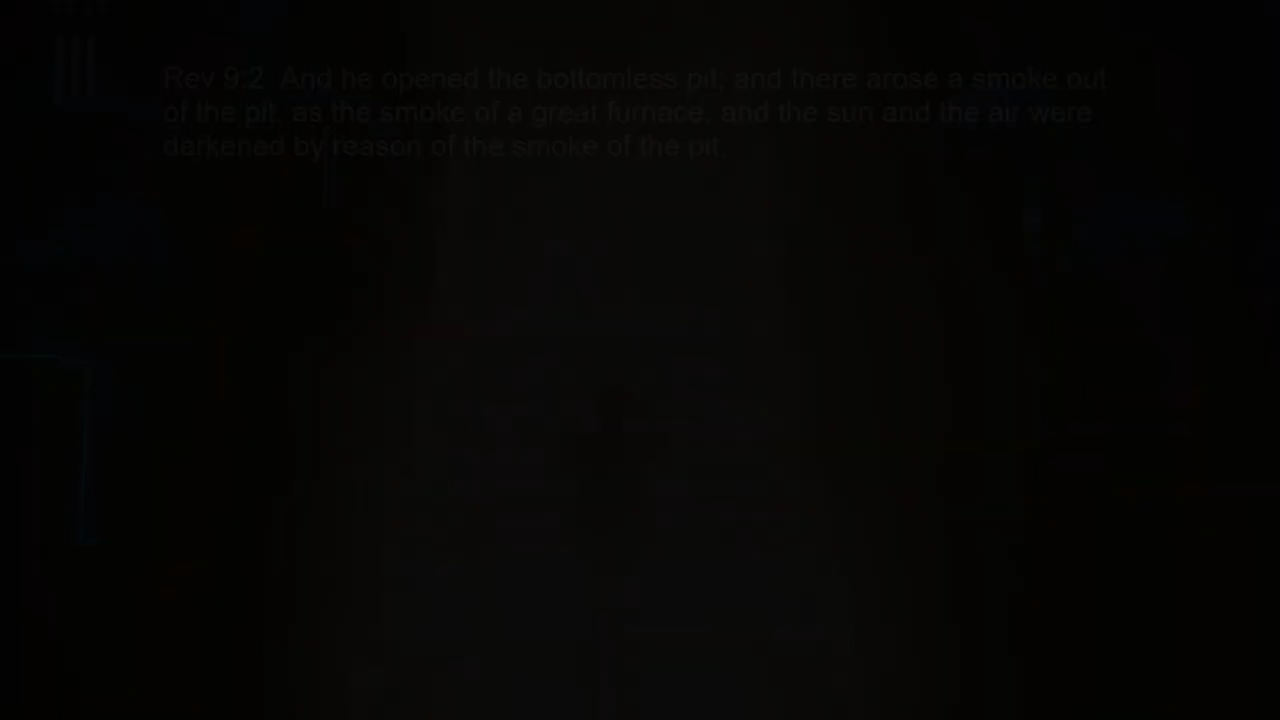 Rev 9:2  And he opened the bottomless pit; and there arose a smoke out
of the pit, as the smoke of a great furnace; and the sun and the air were
darkened by reason of the smoke of the pit.